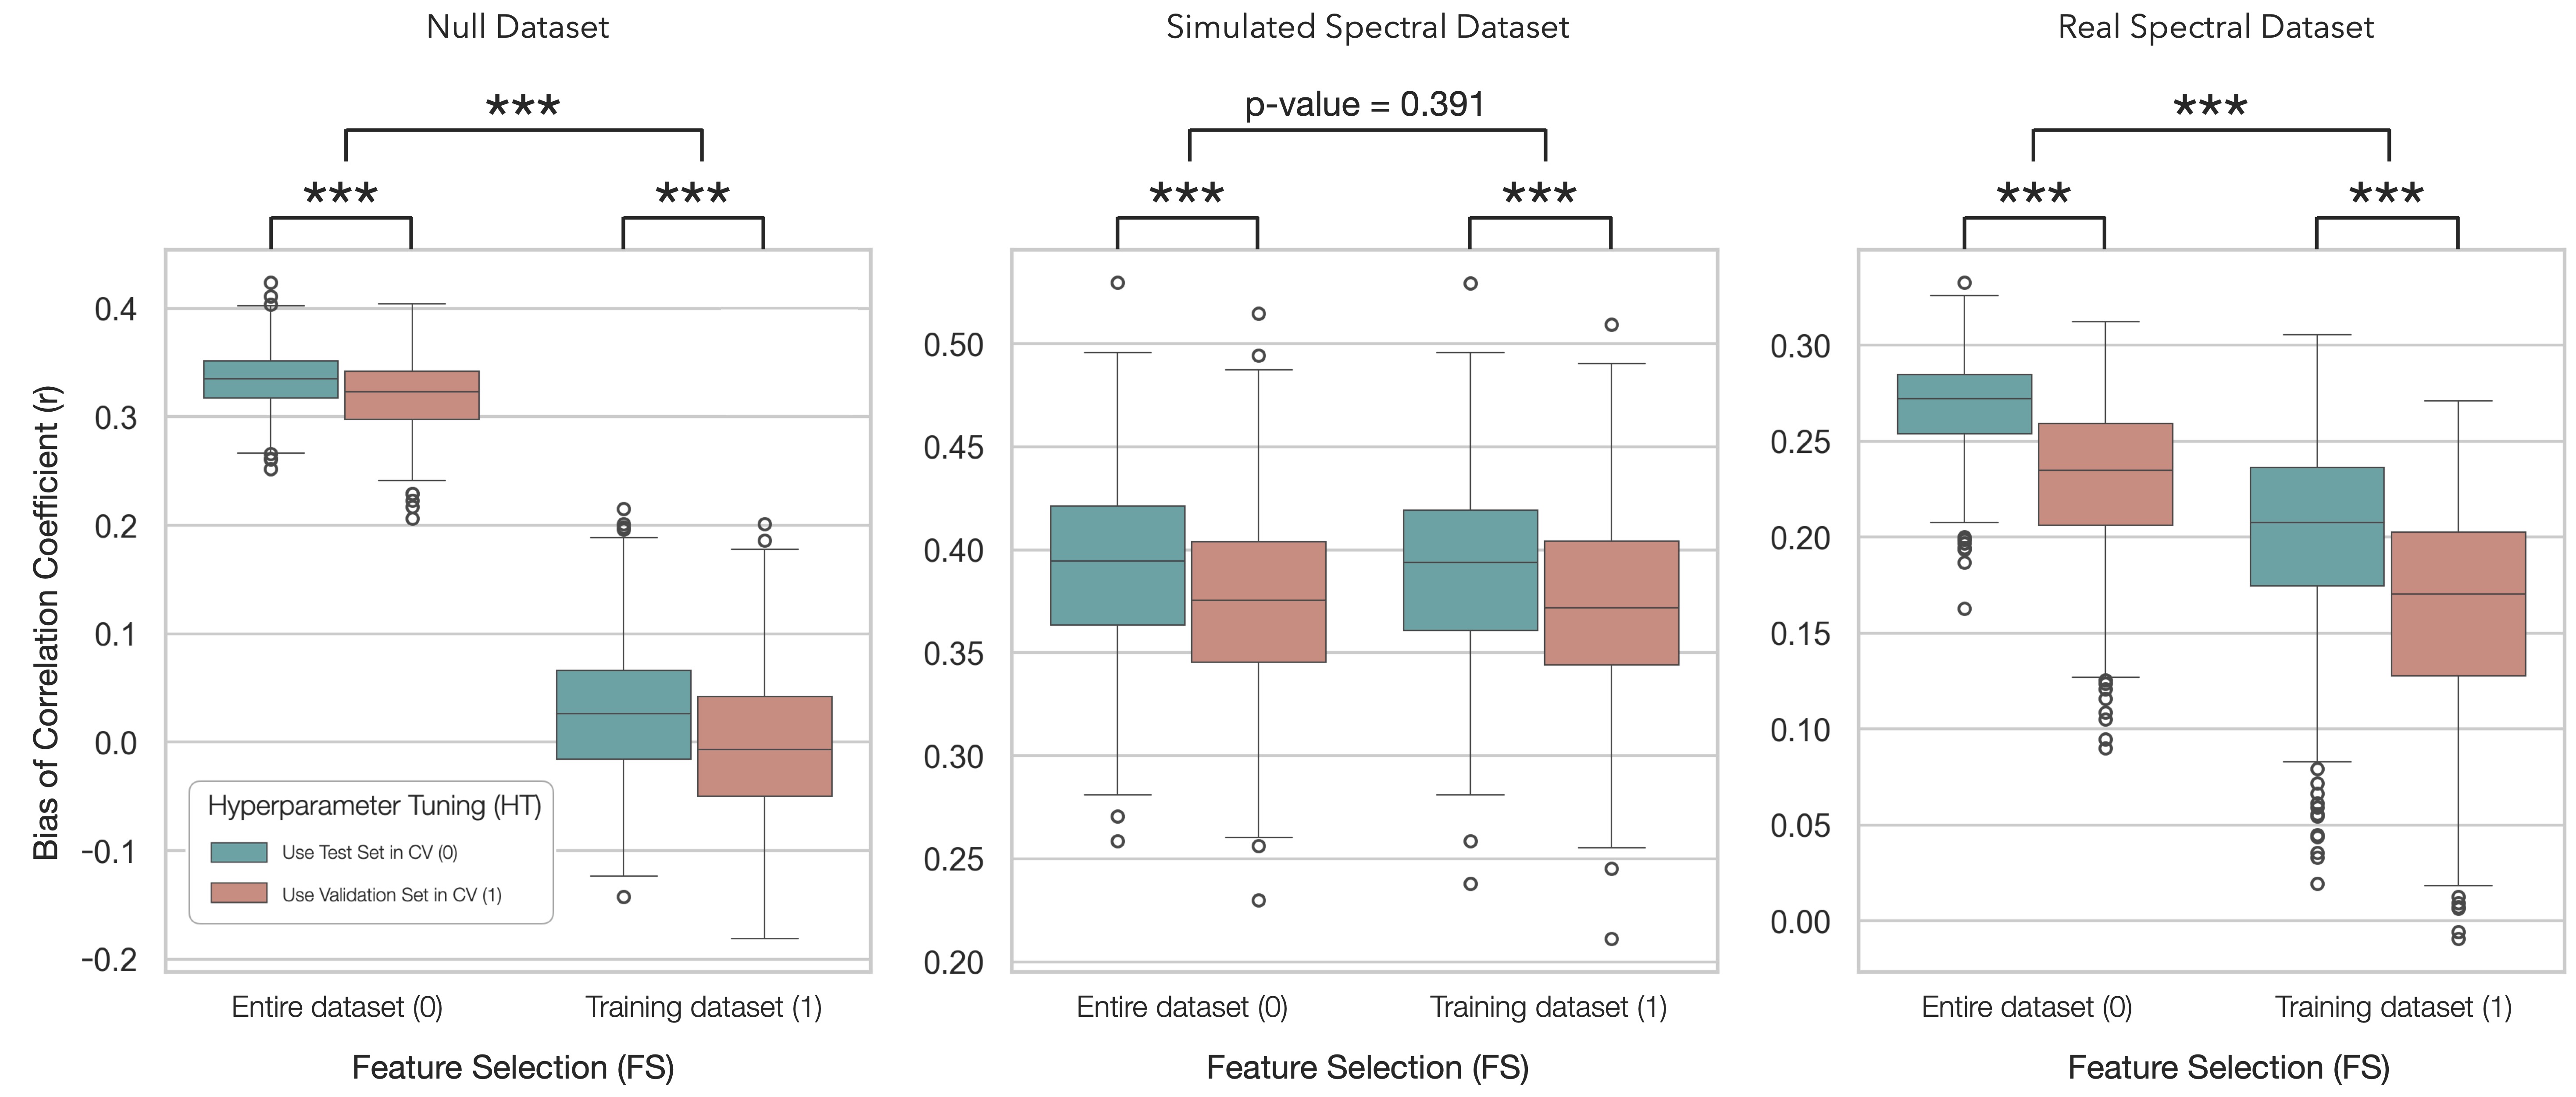 Null Dataset
Simulated Spectral Dataset
Real Spectral Dataset
***
p-value = 0.391
***
***
***
***
***
***
***
Bias of Correlation Coefficient (r)
0.4
0.3
0.2
0.1
0.0
-0.1
-0.2
Hyperparameter Tuning (HT)
Use Test Set in CV (0)
Use Validation Set in CV (1)
Entire dataset (0)
Training dataset (1)
Feature Selection (FS)
0.50
0.45
0.40
0.35
0.30
0.25
0.20
Entire dataset (0)
Training dataset (1)
Feature Selection (FS)
0.30
0.25
0.20
0.15
0.10
0.05
0.00
Entire dataset (0)
Training dataset (1)
Feature Selection (FS)